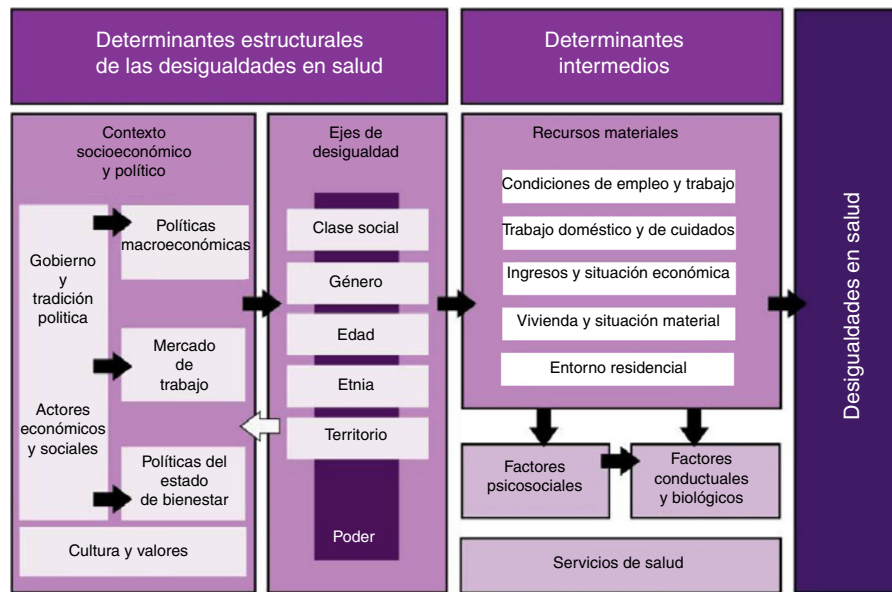 Determinantes estructurales
de las desigualdades en salud
Determinantes
intermedios
Contexto
socioeconómico
y político
Gobierno
y
tradición
politica
Actores
económicos
y sociales
Políticas
macroeconómicas
Mercado
de
trabajo
Políticas del
estado
de bienestar
Cultura y valores
Ejes de
desigualdad
Clase social
Género
Edad
Etnia
Territorio
Poder
Recursos materiales
Condiciones de empleo y trabajo
Trabajo doméstico y de cuidados
Ingresos y situación económica
Vivienda y situación material
Entorno residencial
Factores
psicosociales
Factores
conductuales
y biológicos
Servicios de salud
Desigualdades en salud